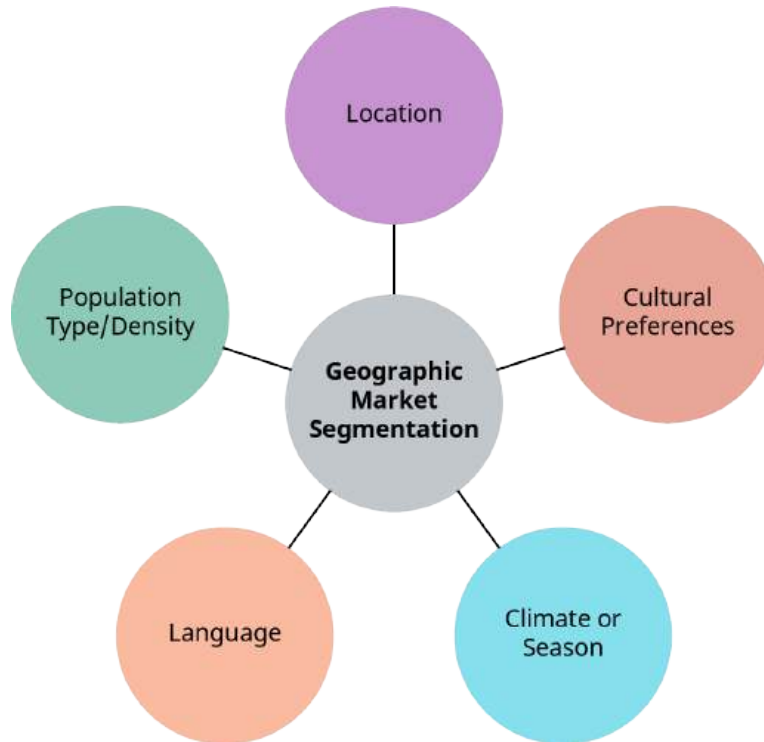 Location
Population
Type/Density
Cultural
Preferences
Geographic
Market
Segmentation
Language
Climate or
Season